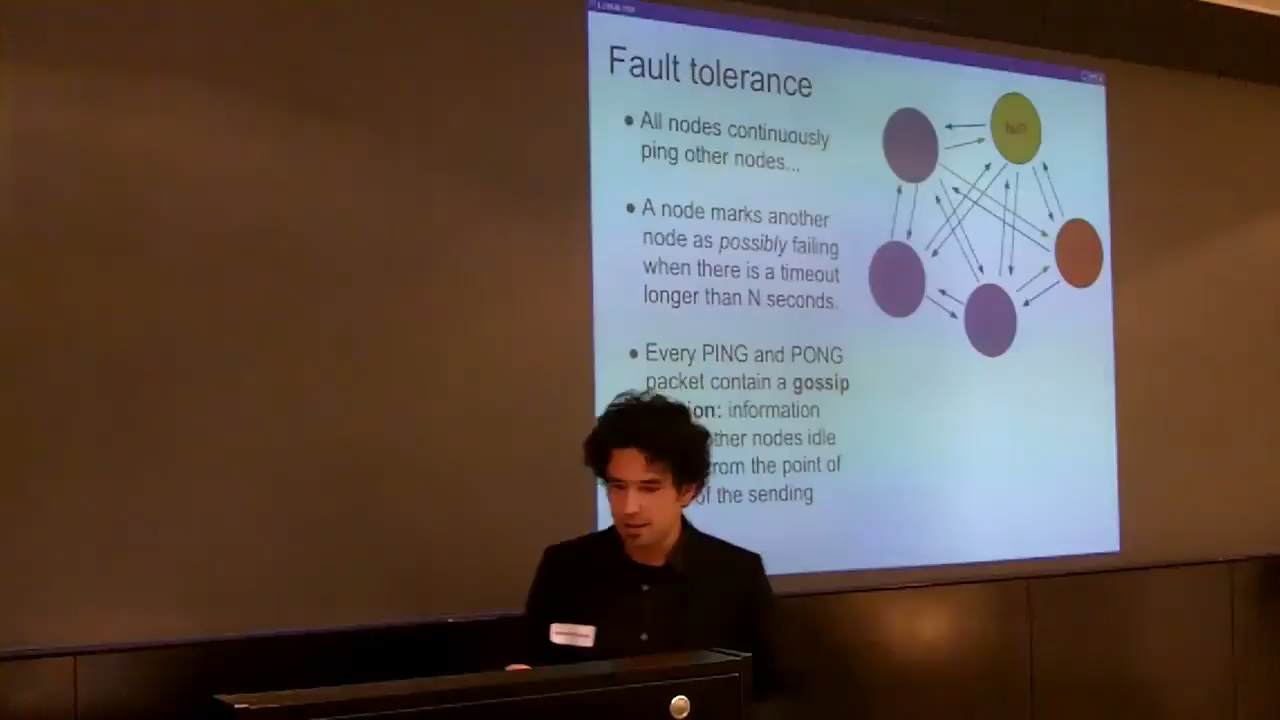 Fault tolerance
● All nodes continuously
ping other nodes...
● A node marks another
node as possibly failing
when there is a timeout
longer than N seconds.
● Every PING and PONG
packet contain a gossip
ion: information
other nodes idle
from the point of
of the sending